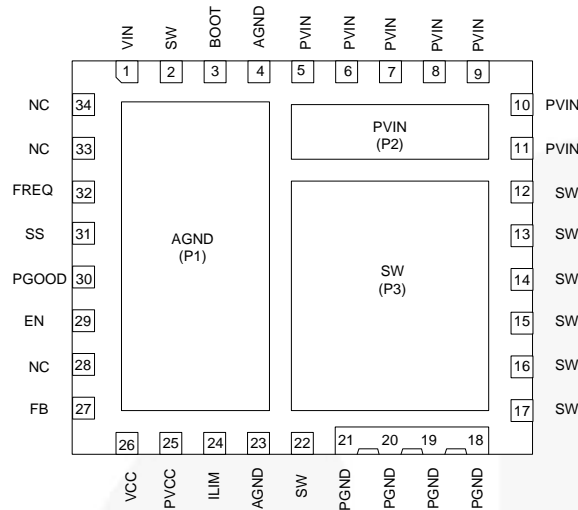 VIN SW BOOT AGND PVIN PVIN PVIN PVIN PVIN
1 2 3 4 5 6 7 8 9
NC 34 10 PVIN
NC 33 PVIN (P2) 11 PVIN
FREQ 32 12 SW
SS 31 13 SW
AGND (P1)
PGOOD 30 SW (P3) 14 SW
EN 29 15 SW
NC 28 16 SW
FB 27 17 SW
26 25 24 23 22 21 20 19 18
VCC PVCC ILIM AGND SW PGND PGND PGND PGND